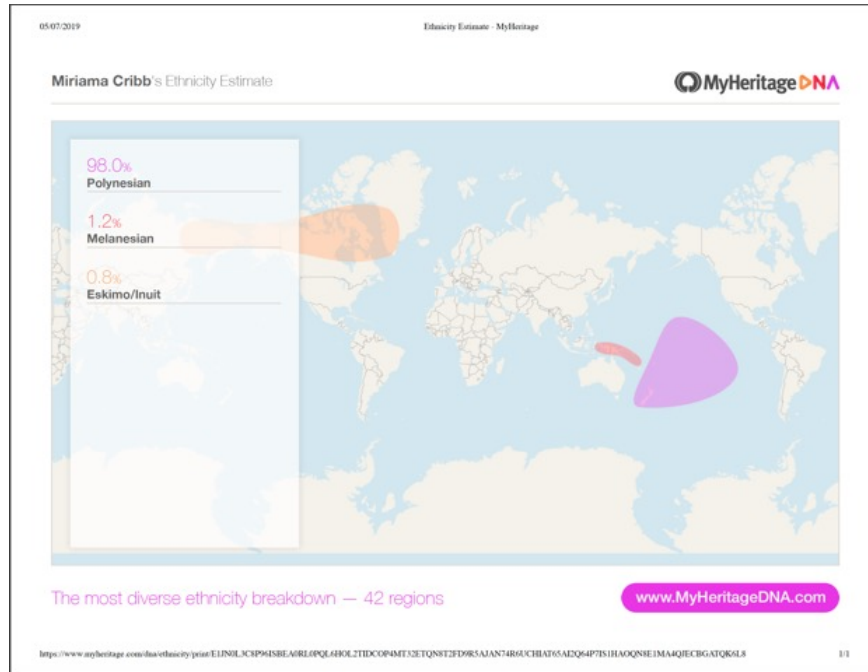 05/07/2019
Ethnicity Estimate - MyHeritage
Miriama Cribb's Ethnicity Estimate
MyHeritage DNA
98.0%
Polynesian
1.2%
Melanesian
0.8%
Eskimo/Inuit
The most diverse ethnicity breakdown — 42 regions
www.MyHeritageDNA.com
1/1